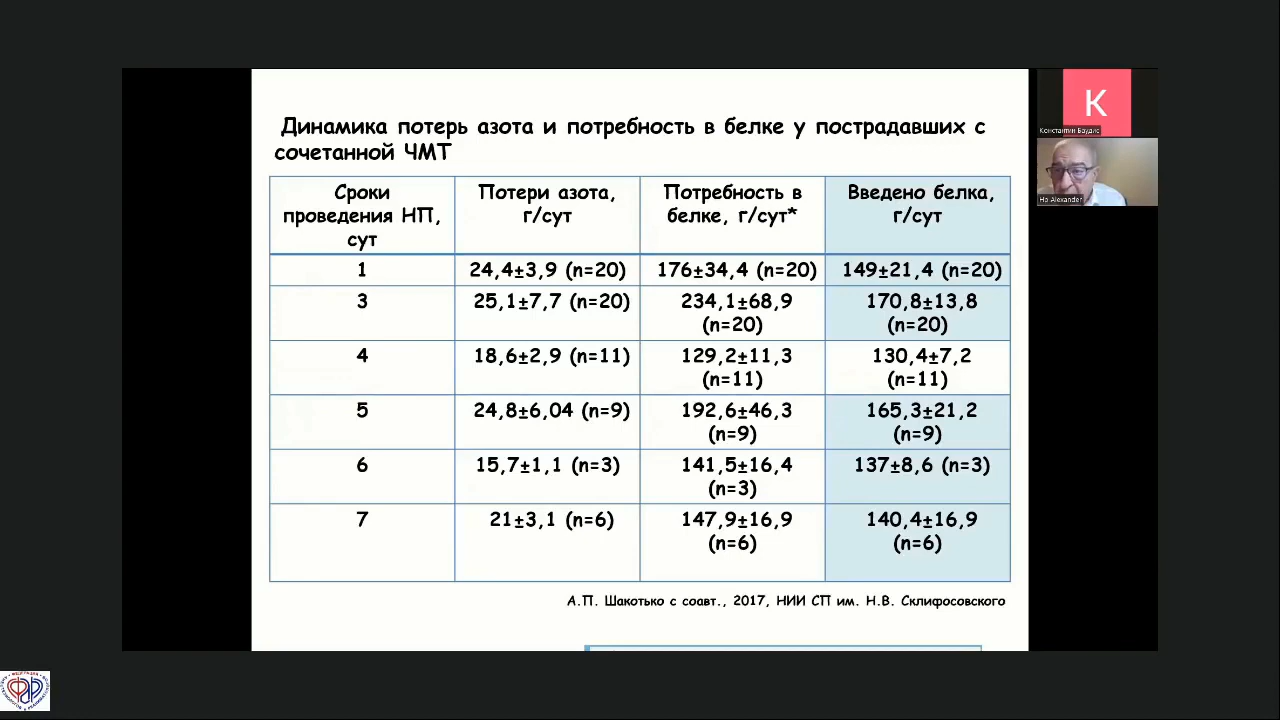 Динамика потерь азота и потребность в белке у пострадавших с
сочетанной ЧМТ
Сроки
проведения НП,
сут
Потери азота,
г/сут
Потребность в
белке, г/сут*
Введено белка,
г/сут
1
24,4±3,9 (n=20)
176±34,4 (n=20)
149±21,4 (n=20)
3
25,1±7,7 (n=20)
234,1±68,9
(n=20)
170,8±13,8
(n=20)
4
18,6±2,9 (n=11)
129,2±11,3
(n=11)
130,4±7,2
(n=11)
5
24,8±6,04 (n=9)
192,6±46,3
(n=9)
165,3±21,2
(n=9)
6
15,7±1,1 (n=3)
141,5±16,4
(n=3)
137±8,6 (n=3)
7
21±3,1 (n=6)
147,9±16,9
(n=6)
140,4±16,9
(n=6)
А.П. Шакотько с соавт., 2017, НИИ СП им. Н.В. Склифосовского
К
Константин Баудис
Ho Alexander